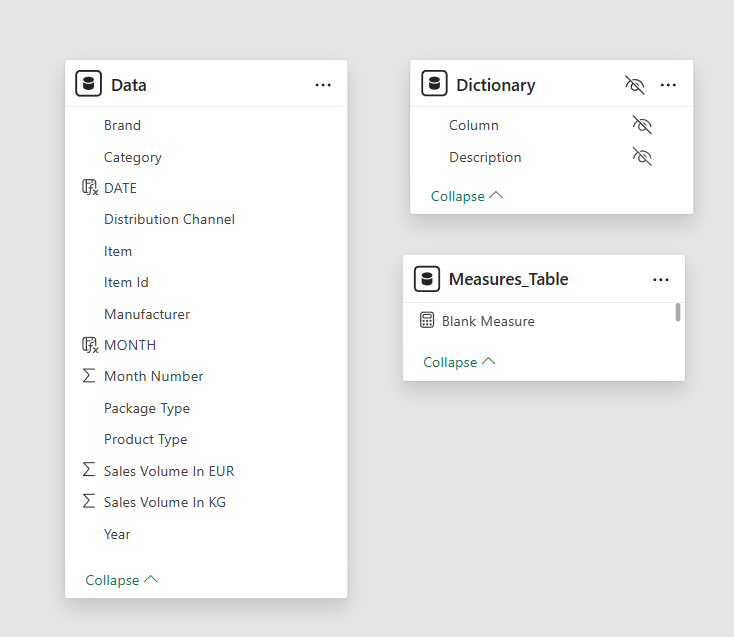 Data
Brand
Category
DATE
Distribution Channel
Item
Item Id
Manufacturer
MONTH
Month Number
Package Type
Product Type
Sales Volume In EUR
Sales Volume In KG
Year
Collapse
Dictionary
Column
Description
Collapse
Measures_Table
Blank Measure
Collapse